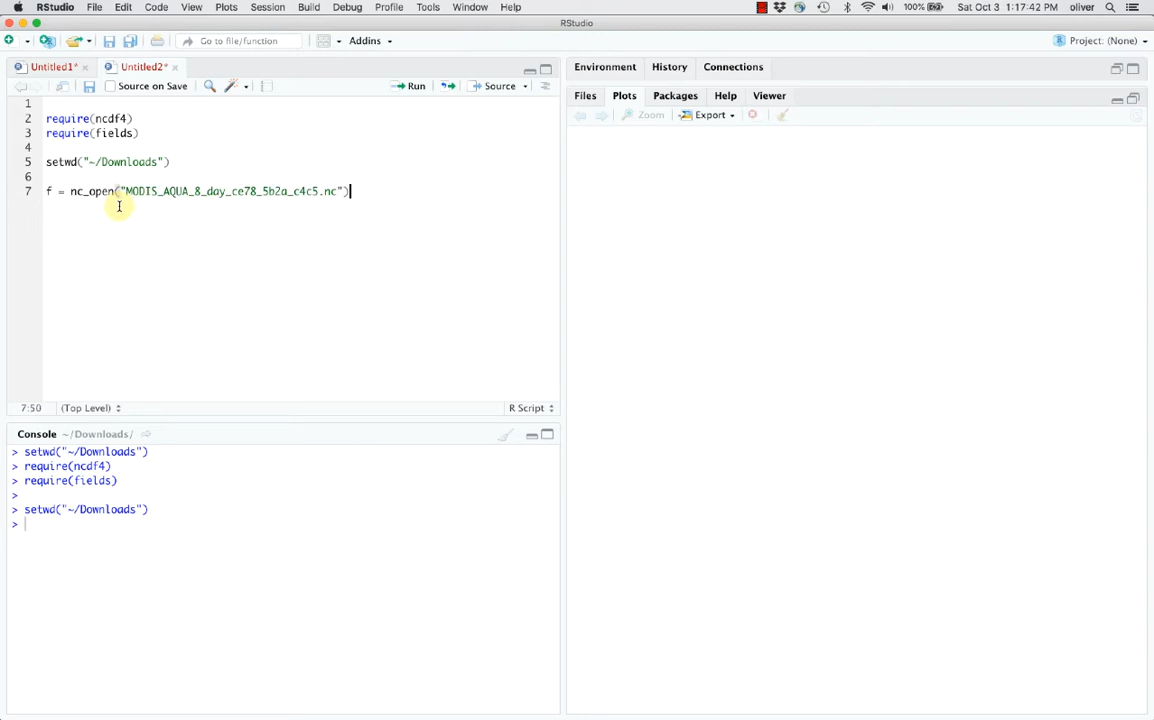 RStudio File Edit Code View Plots Session Build Debug Profile Tools Window Help 100% Sat Oct 3 1:17:42 PM oliver
RStudio
Go to file/function Addins Project: (None)
Untitled1* Untitled2*
Source on Save Run Source
1
2 require(ncdf4)
3 require(fields)
4
5 setwd("~/Downloads")
6
7 f = nc_open("MODIS_AQUA_8_day_ce78_5b2a_c4c5.nc")
7:50 (Top Level) R Script
Console ~/Downloads/
> setwd("~/Downloads")
> require(ncdf4)
> require(fields)
>
> setwd("~/Downloads")
>
Environment History Connections
Files Plots Packages Help Viewer
Zoom Export